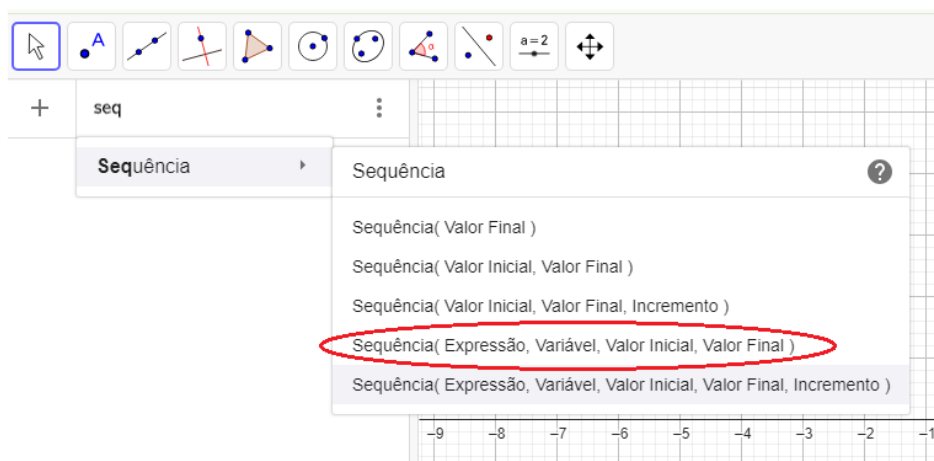 A
α
a=2
+
seq
Sequência
Sequência
?
Sequência( Valor Final )
Sequência( Valor Inicial, Valor Final )
Sequência( Valor Inicial, Valor Final, Incremento )
Sequência( Expressão, Variável, Valor Inicial, Valor Final )
Sequência( Expressão, Variável, Valor Inicial, Valor Final, Incremento )
–9 –8 –7 –6 –5 –4 –3 –2 –1